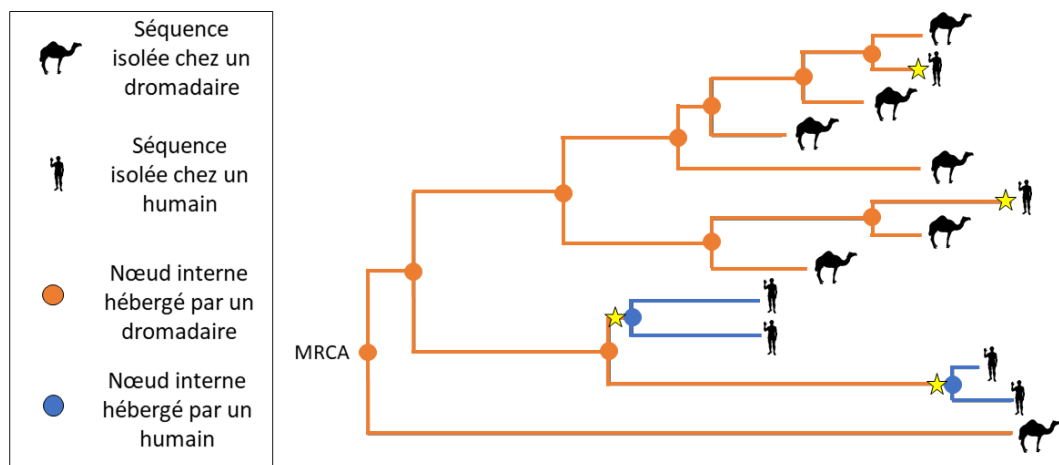 Séquence
isolée chez un
dromadaire
Séquence
isolée chez un
humain
Nœud interne
hébergé par un
dromadaire
Nœud interne
hébergé par un
humain
MRCA